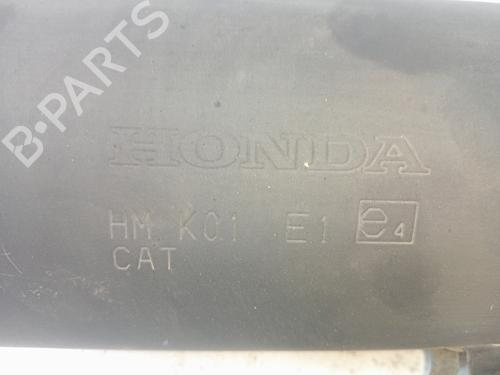 B-PARTS
HONDA
HM K01 E1 e4
CAT